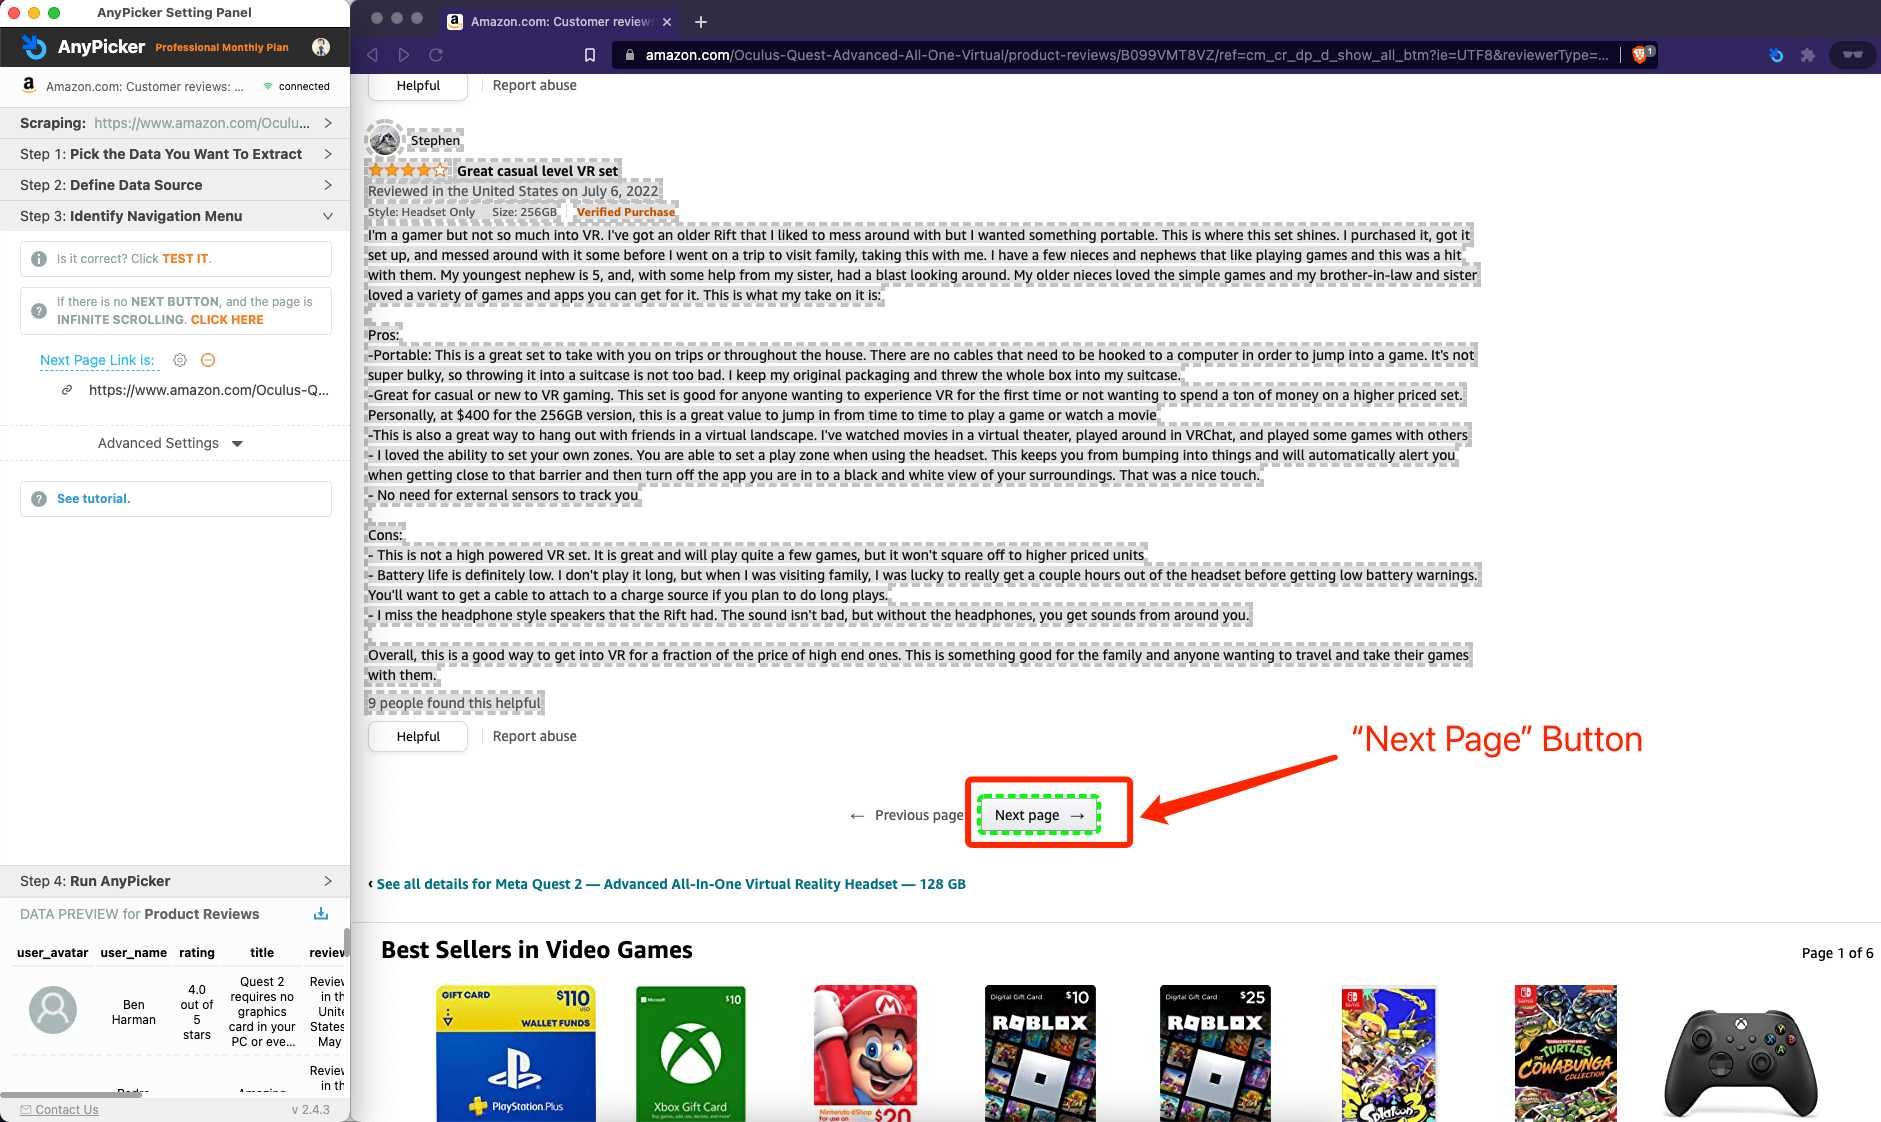 AnyPicker Setting Panel
AnyPicker Professional Monthly Plan
Amazon.com: Customer reviews: ... connected
Scraping: https://www.amazon.com/Oculu...
Step 1: Pick the Data You Want To Extract
Step 2: Define Data Source
Step 3: Identify Navigation Menu
Is it correct? Click TEST IT.
If there is no NEXT BUTTON, and the page is
INFINITE SCROLLING. CLICK HERE
Next Page Link is:
https://www.amazon.com/Oculus-Q...
Advanced Settings
See tutorial.
Step 4: Run AnyPicker
DATA PREVIEW for Product Reviews
user_avatar user_name rating title review
Ben
Harman
4.0
out of
5
stars
Quest 2
requires no
graphics
card in your
PC or eve...
Review
in th
Unite
States
May
Review
in th
Contact Us v 2.4.3
Amazon.com: Customer review
amazon.com/Oculus-Quest-Advanced-All-One-Virtual/product-reviews/B099VMT8VZ/ref=cm_cr_dp_d_show_all_btm?ie=UTF8&reviewerType=... 1
Helpful Report abuse
Stephen
Great casual level VR set
Reviewed in the United States on July 6, 2022
Style: Headset Only Size: 256GB Verified Purchase
I'm a gamer but not so much into VR. I've got an older Rift that I liked to mess around with but I wanted something portable. This is where this set shines. I purchased it, got it
set up, and messed around with it some before I went on a trip to visit family, taking this with me. I have a few nieces and nephews that like playing games and this was a hit
with them. My youngest nephew is 5, and, with some help from my sister, had a blast looking around. My older nieces loved the simple games and my brother-in-law and sister
loved a variety of games and apps you can get for it. This is what my take on it is:
Pros:
-Portable: This is a great set to take with you on trips or throughout the house. There are no cables that need to be hooked to a computer in order to jump into a game. It's not
super bulky, so throwing it into a suitcase is not too bad. I keep my original packaging and threw the whole box into my suitcase.
-Great for casual or new to VR gaming. This set is good for anyone wanting to experience VR for the first time or not wanting to spend a ton of money on a higher priced set.
Personally, at $400 for the 256GB version, this is a great value to jump in from time to time to play a game or watch a movie
-This is also a great way to hang out with friends in a virtual landscape. I've watched movies in a virtual theater, played around in VRChat, and played some games with others
- I loved the ability to set your own zones. You are able to set a play zone when using the headset. This keeps you from bumping into things and will automatically alert you
when getting close to that barrier and then turn off the app you are in to a black and white view of your surroundings. That was a nice touch.
- No need for external sensors to track you
Cons:
- This is not a high powered VR set. It is great and will play quite a few games, but it won't square off to higher priced units
- Battery life is definitely low. I don't play it long, but when I was visiting family, I was lucky to really get a couple hours out of the headset before getting low battery warnings.
You'll want to get a cable to attach to a charge source if you plan to do long plays.
- I miss the headphone style speakers that the Rift had. The sound isn't bad, but without the headphones, you get sounds from around you.
Overall, this is a good way to get into VR for a fraction of the price of high end ones. This is something good for the family and anyone wanting to travel and take their games
with them.
9 people found this helpful
Helpful Report abuse
“Next Page” Button
← Previous page Next page →
‹ See all details for Meta Quest 2 — Advanced All-In-One Virtual Reality Headset — 128 GB
Best Sellers in Video Games
Page 1 of 6
GIFT CARD $110
WALLET FUNDS
PlayStation Plus
Microsoft $10
Xbox Gift Card
Nintendo eShop
For use on $20
Digital Gift Card $10
ROBLOX
Digital Gift Card $25
ROBLOX
Splatoon 3
TURTLES
COWABUNGA
COLLECTION